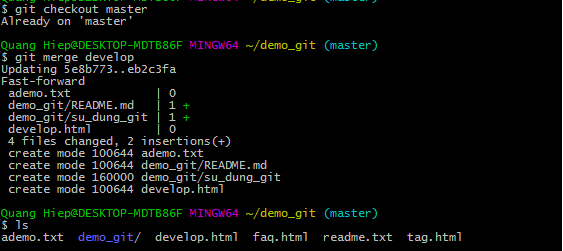 $ git checkout master
Already on 'master'
Quang Hiep@DESKTOP-MDTB86F MINGW64 ~/demo_git (master)
$ git merge develop
Updating 5e8b773..eb2c3fa
Fast-forward
 ademo.txt            | 0
 demo_git/README.md   | 1 +
 demo_git/su_dung_git | 1 +
 develop.html         | 0
 4 files changed, 2 insertions(+)
 create mode 100644 ademo.txt
 create mode 100644 demo_git/README.md
 create mode 160000 demo_git/su_dung_git
 create mode 100644 develop.html
Quang Hiep@DESKTOP-MDTB86F MINGW64 ~/demo_git (master)
$ ls
ademo.txt  demo_git/  develop.html  faq.html  readme.txt  tag.html